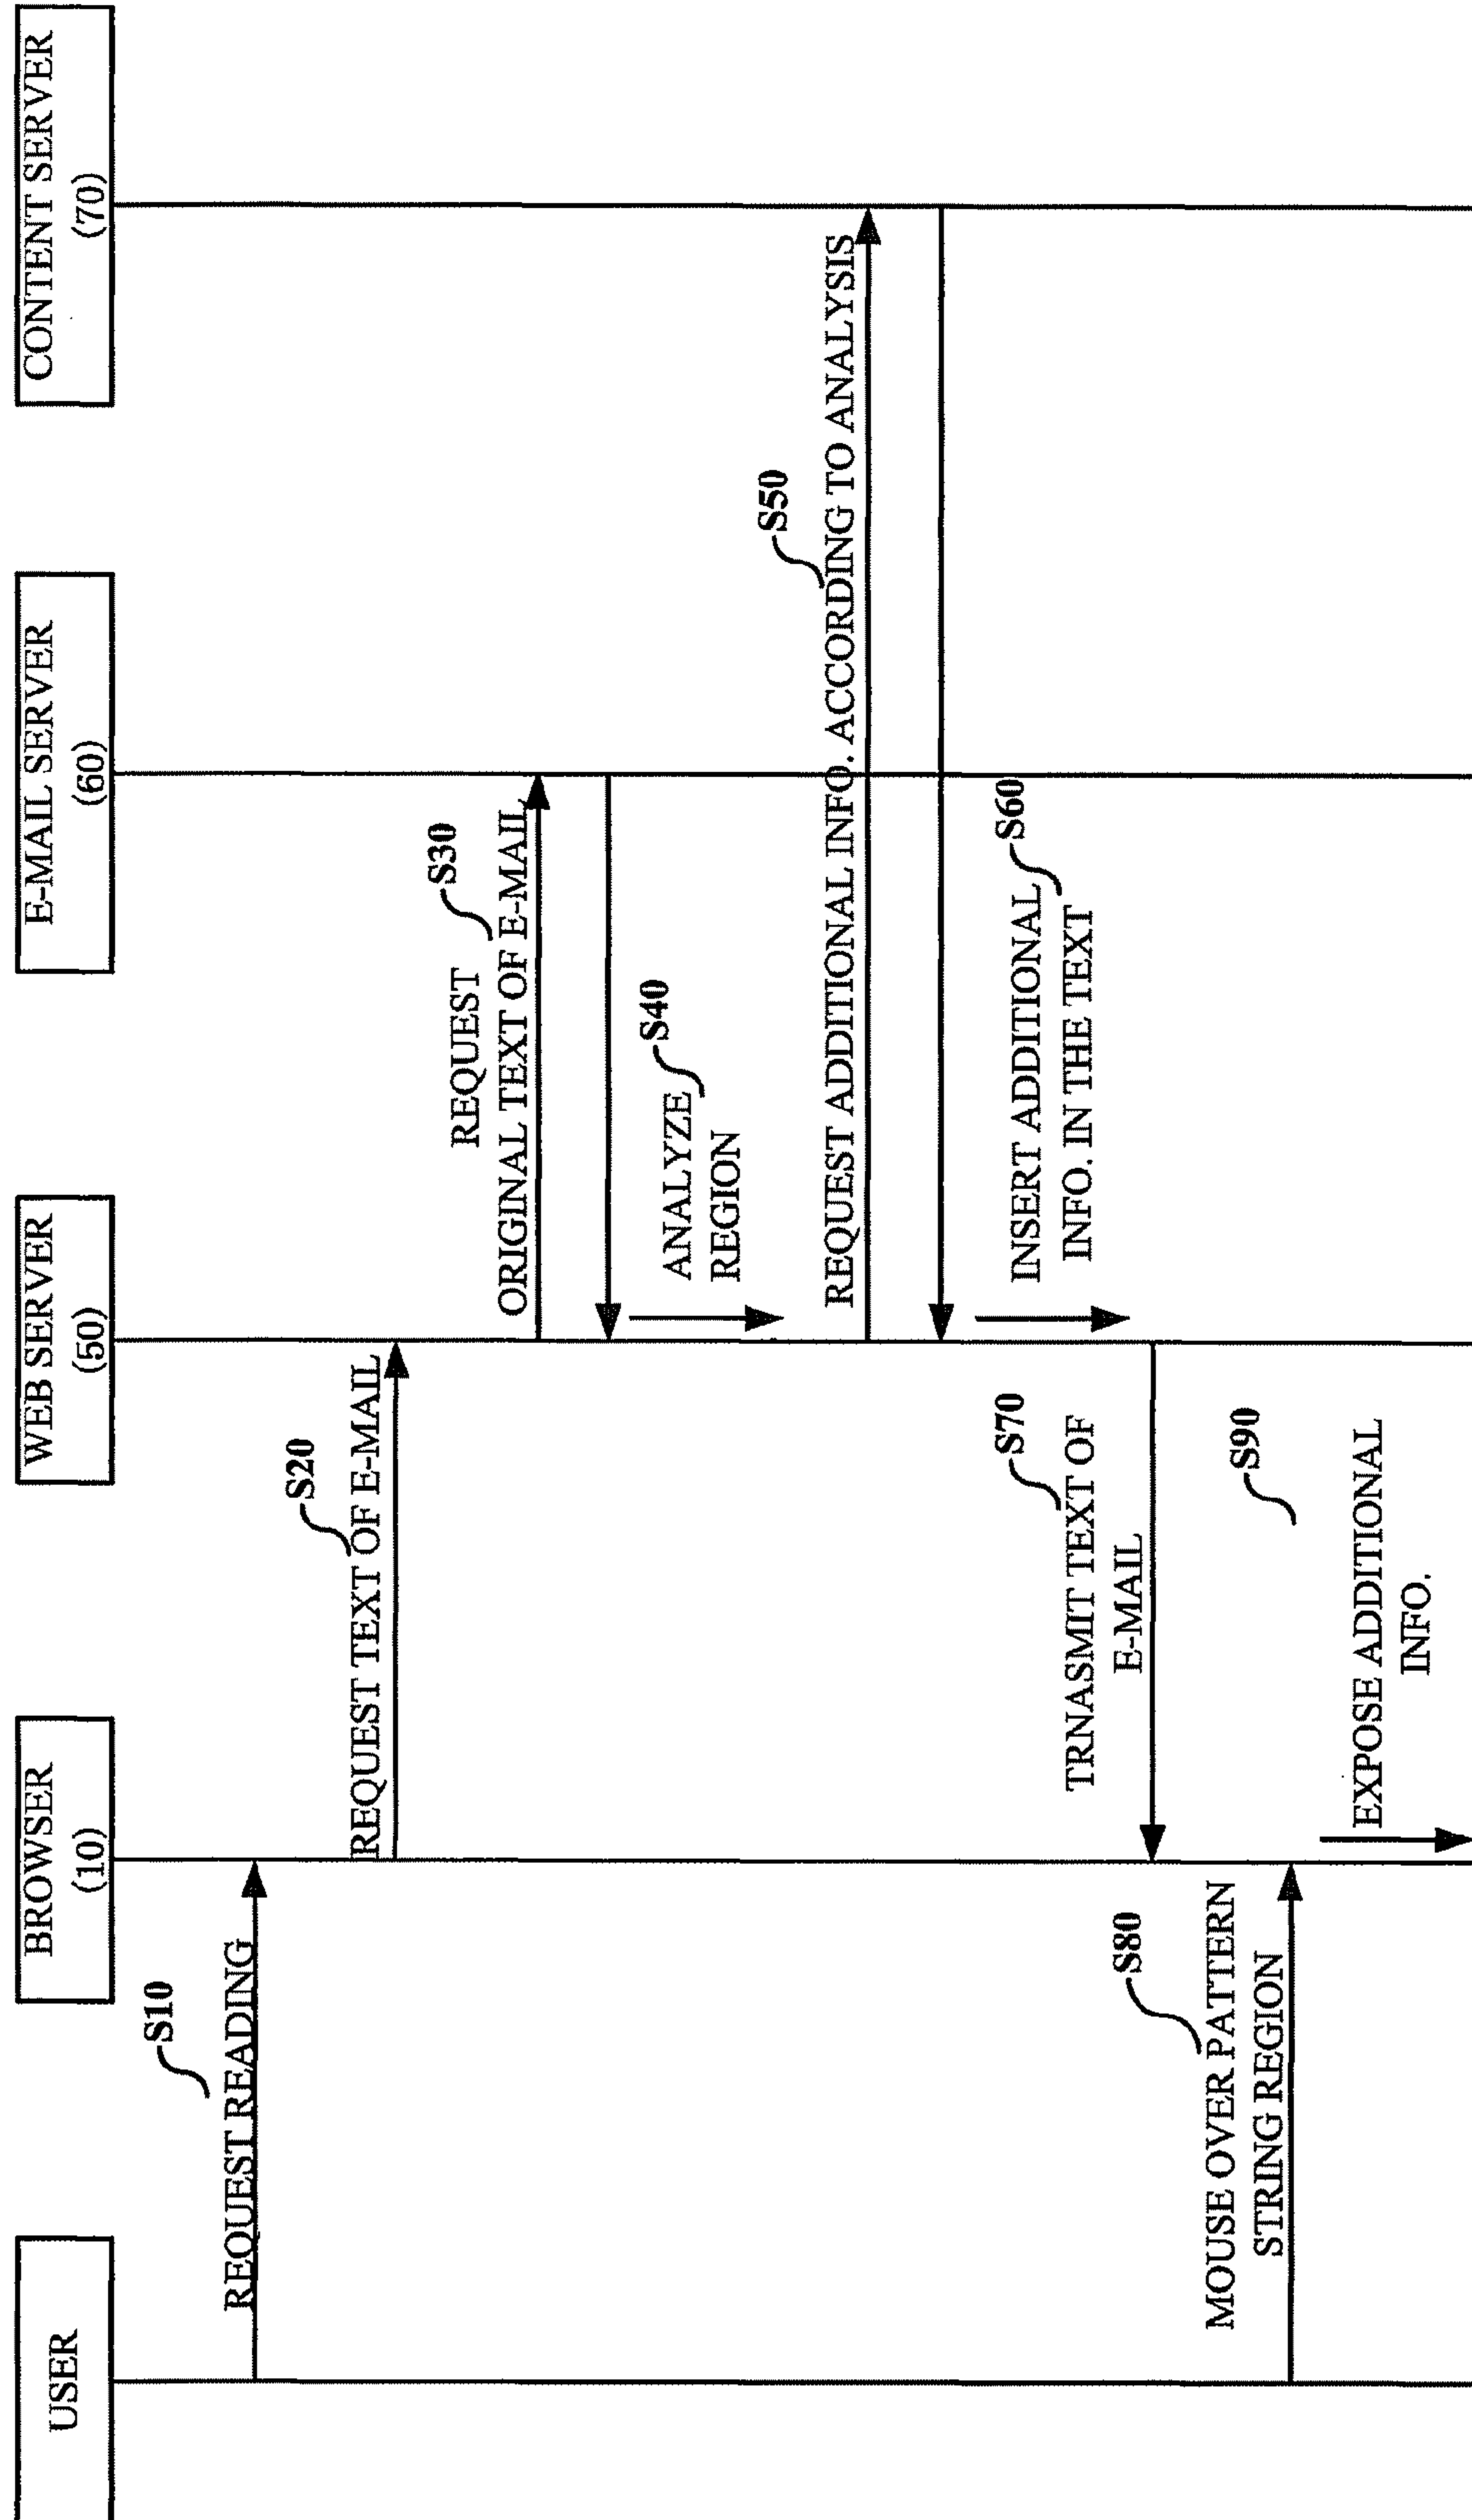 USER
BROWSER
(10)
WEB SERVER
(50)
E-MAIL SERVER
(60)
CONTENT SERVER
(70)
S10
REQUEST READING
S20
REQUEST TEXT OF E-MAIL
S30
REQUEST
ORIGINAL TEXT OF E-MAIL
S40
ANALYZE
REGION
S50
REQUEST ADDITIONAL INFO. ACCORDING TO ANALYSIS
S60
INSERT ADDITIONAL
INFO. IN THE TEXT
S70
TRNASMIT TEXT OF
E-MAIL
S80
MOUSE OVER PATTERN
STRING REGION
S90
EXPOSE ADDITIONAL
INFO.